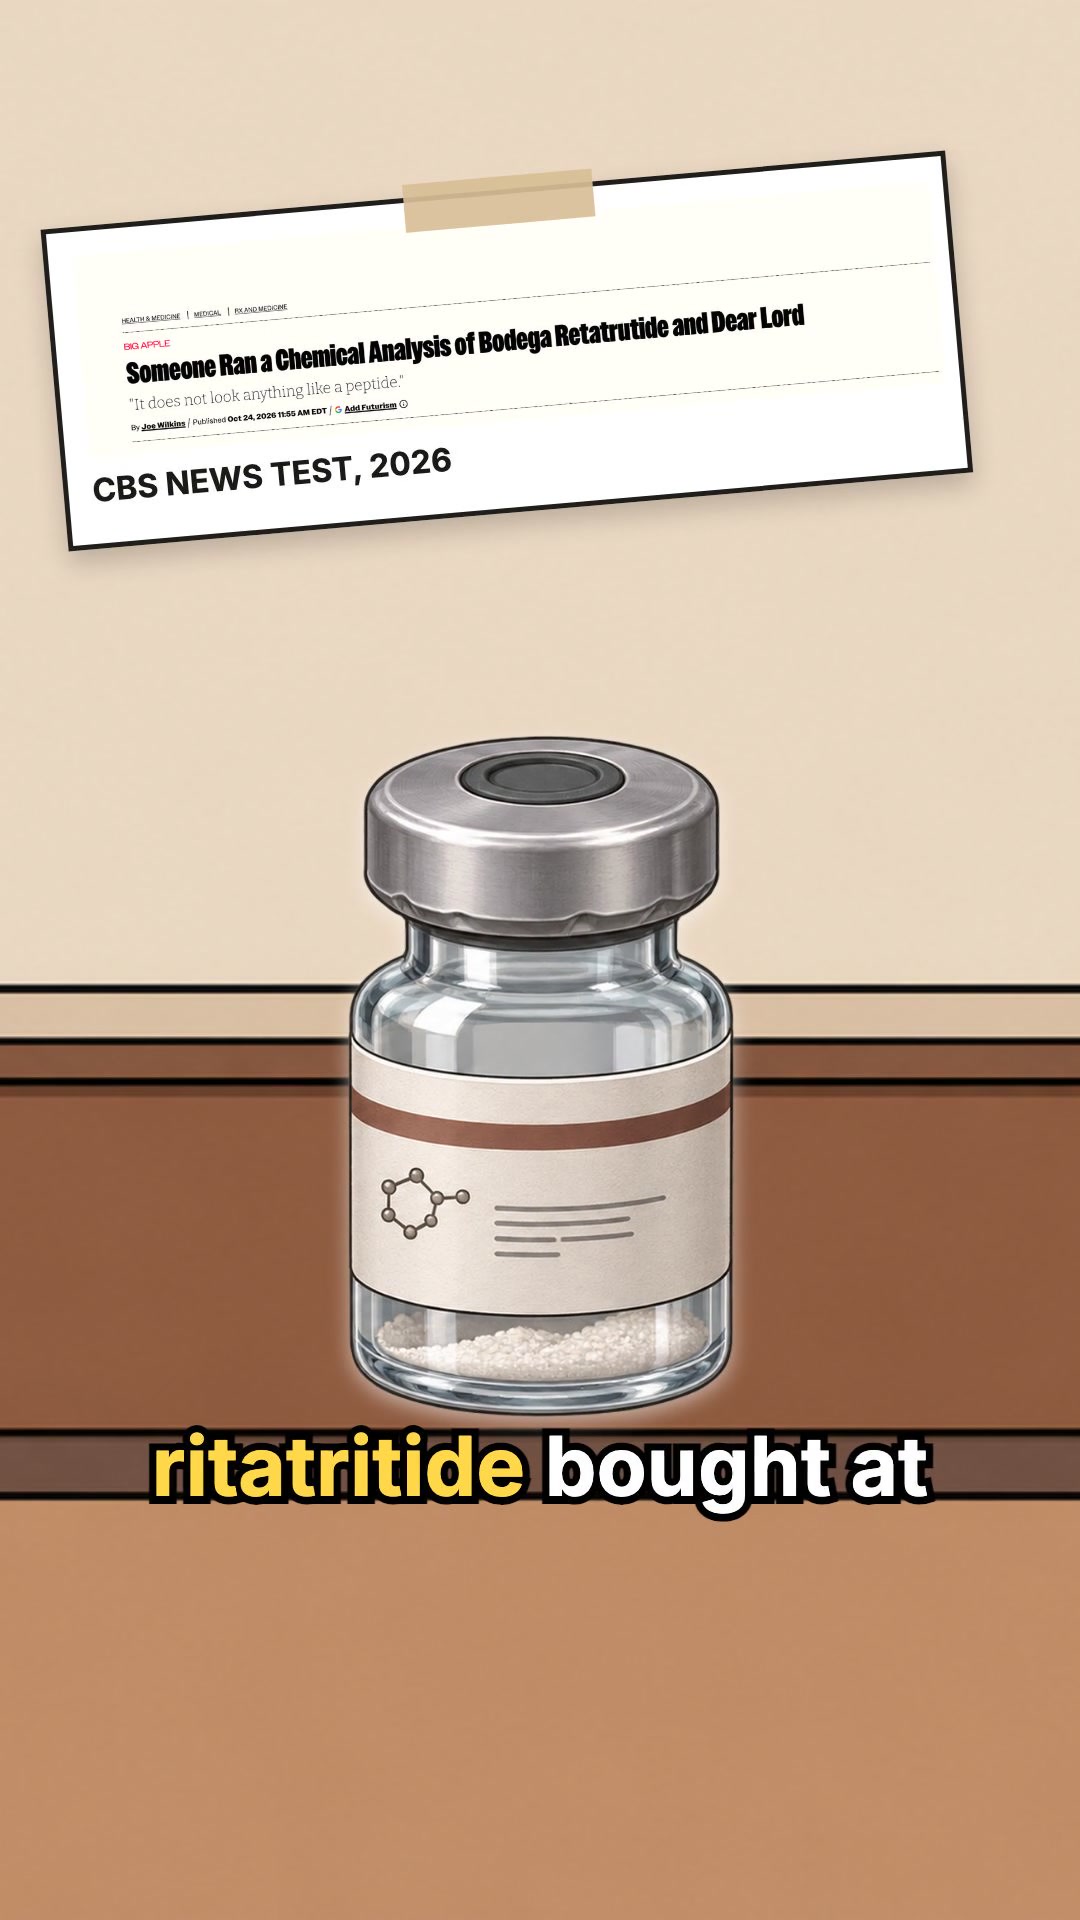 HEALTH & MEDICINE | MEDICAL | RX AND MEDICINE
BIG APPLE
Someone Ran a Chemical Analysis of Bodega Retatrutide and Dear Lord
"It does not look anything like a peptide."
By Joe Wilkins / Published Oct 24, 2026 11:55 AM EDT / G Add Futurism
CBS NEWS TEST, 2026
ritatritide bought at